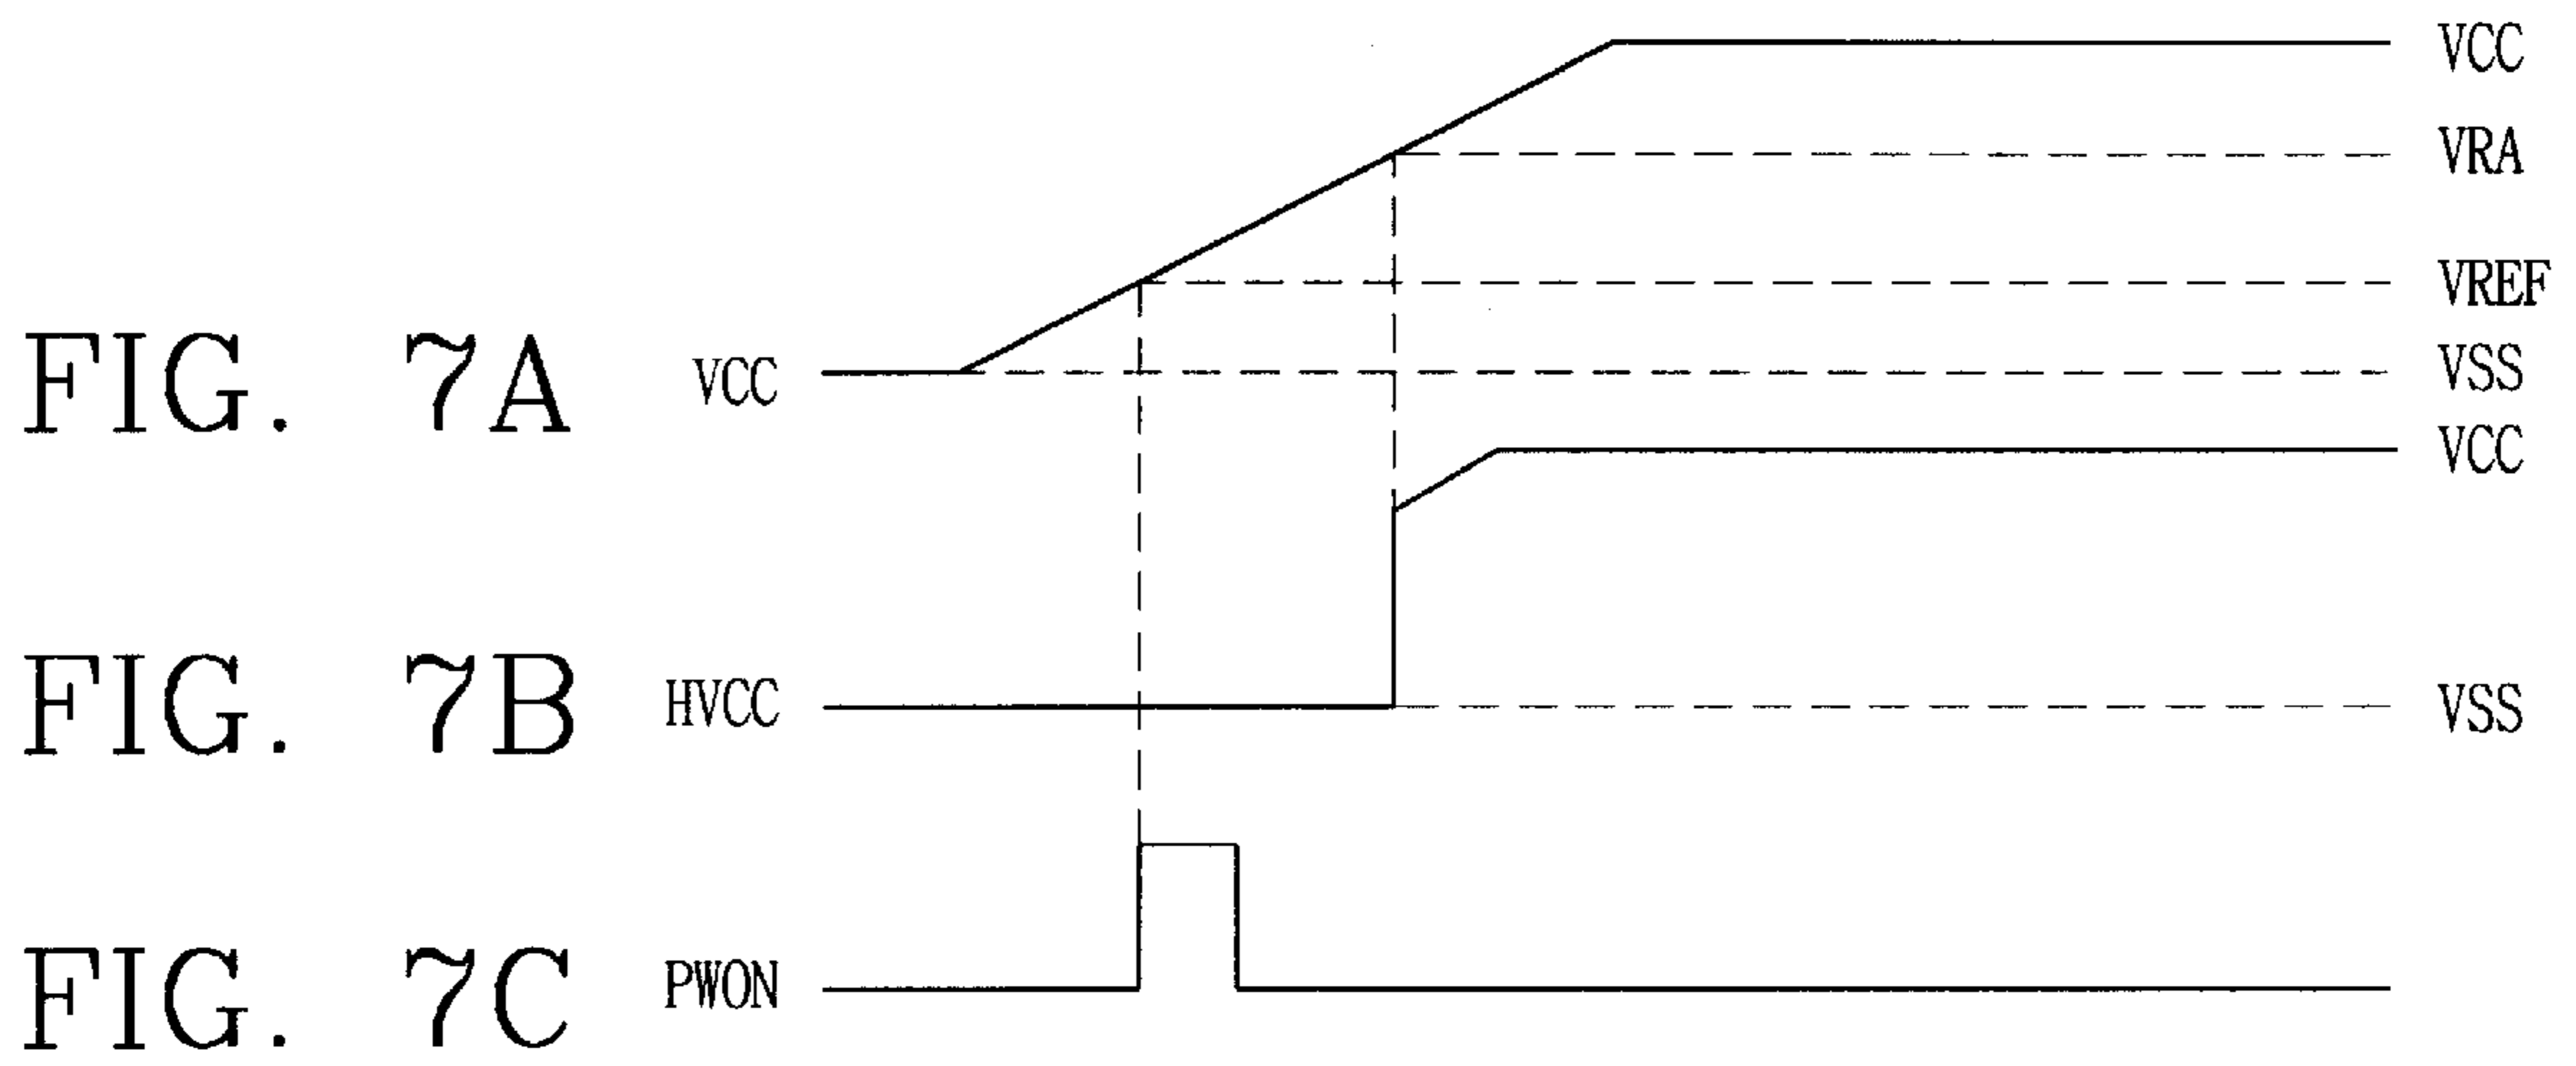 VCC
VRA
VREF
FIG. 7A VCC VSS
VCC
FIG. 7B HVCC VSS
FIG. 7C PWON